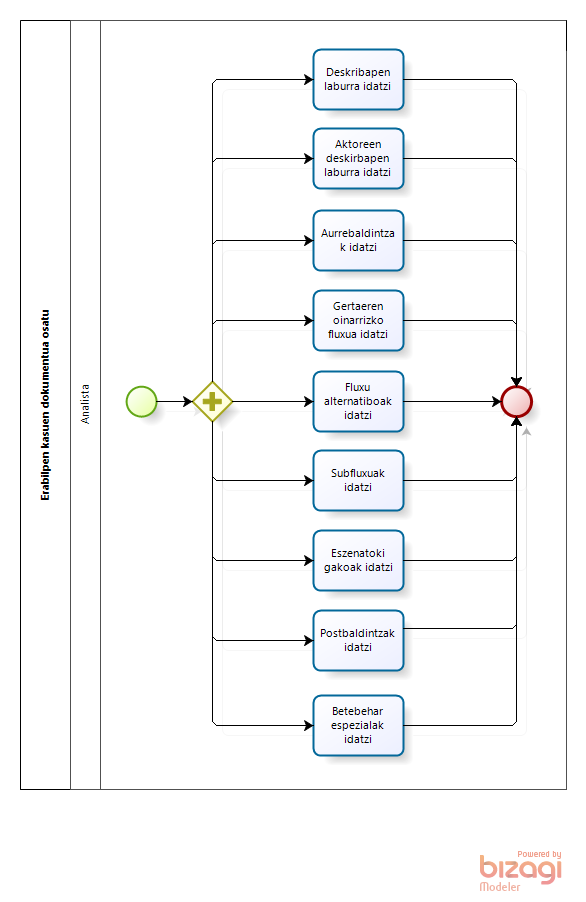 Erabilpen kasuen dokumentua osatu
Analista
Deskribapen
laburra idatzi
Aktoreen
deskirbapen
laburra idatzi
Aurrebaldintza
k idatzi
Gertaeren
oinarrizko
fluxua idatzi
Fluxu
alternatiboak
idatzi
Subfluxuak
idatzi
Eszenatoki
gakoak idatzi
Postbaldintzak
idatzi
Betebehar
espezialak
idatzi
Powered by
bizagi
Modeler